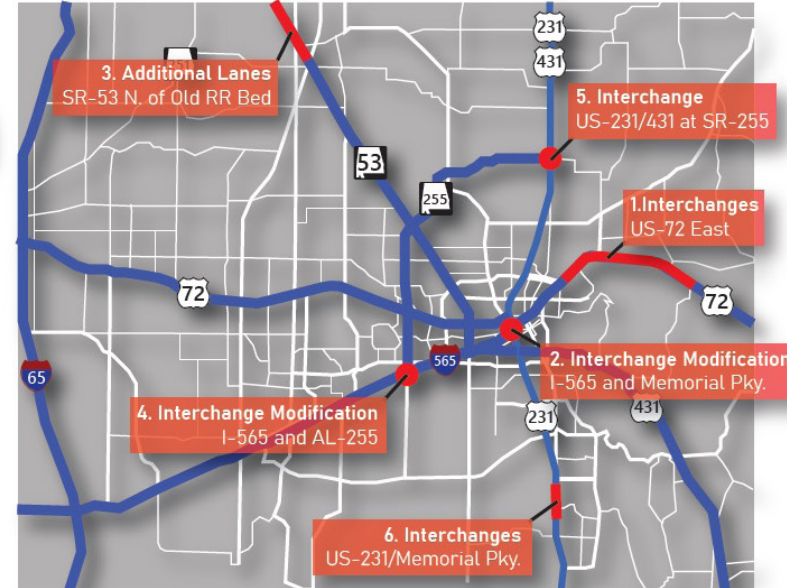 231
431
3. Additional Lanes
SR-53 N. of Old RR Bed
5. Interchange
US-231/431 at SR-255
53
255
1.Interchanges
US-72 East
72
72
65
565
2. Interchange Modification
I-565 and Memorial Pky.
4. Interchange Modification
I-565 and AL-255
231
431
6. Interchanges
US-231/Memorial Pky.